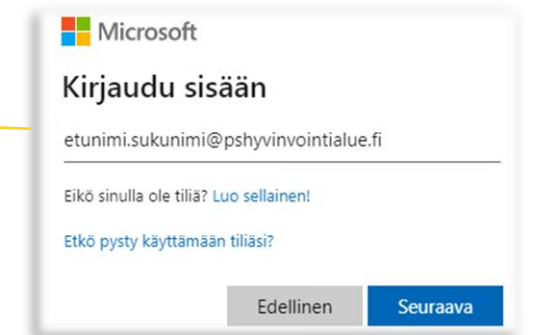 Microsoft
Kirjaudu sisään
etunimi.sukunimi@pshyvinvointialue.fi
Eikö sinulla ole tiliä? Luo sellainen!
Etkö pysty käyttämään tiliäsi?
Edellinen Seuraava